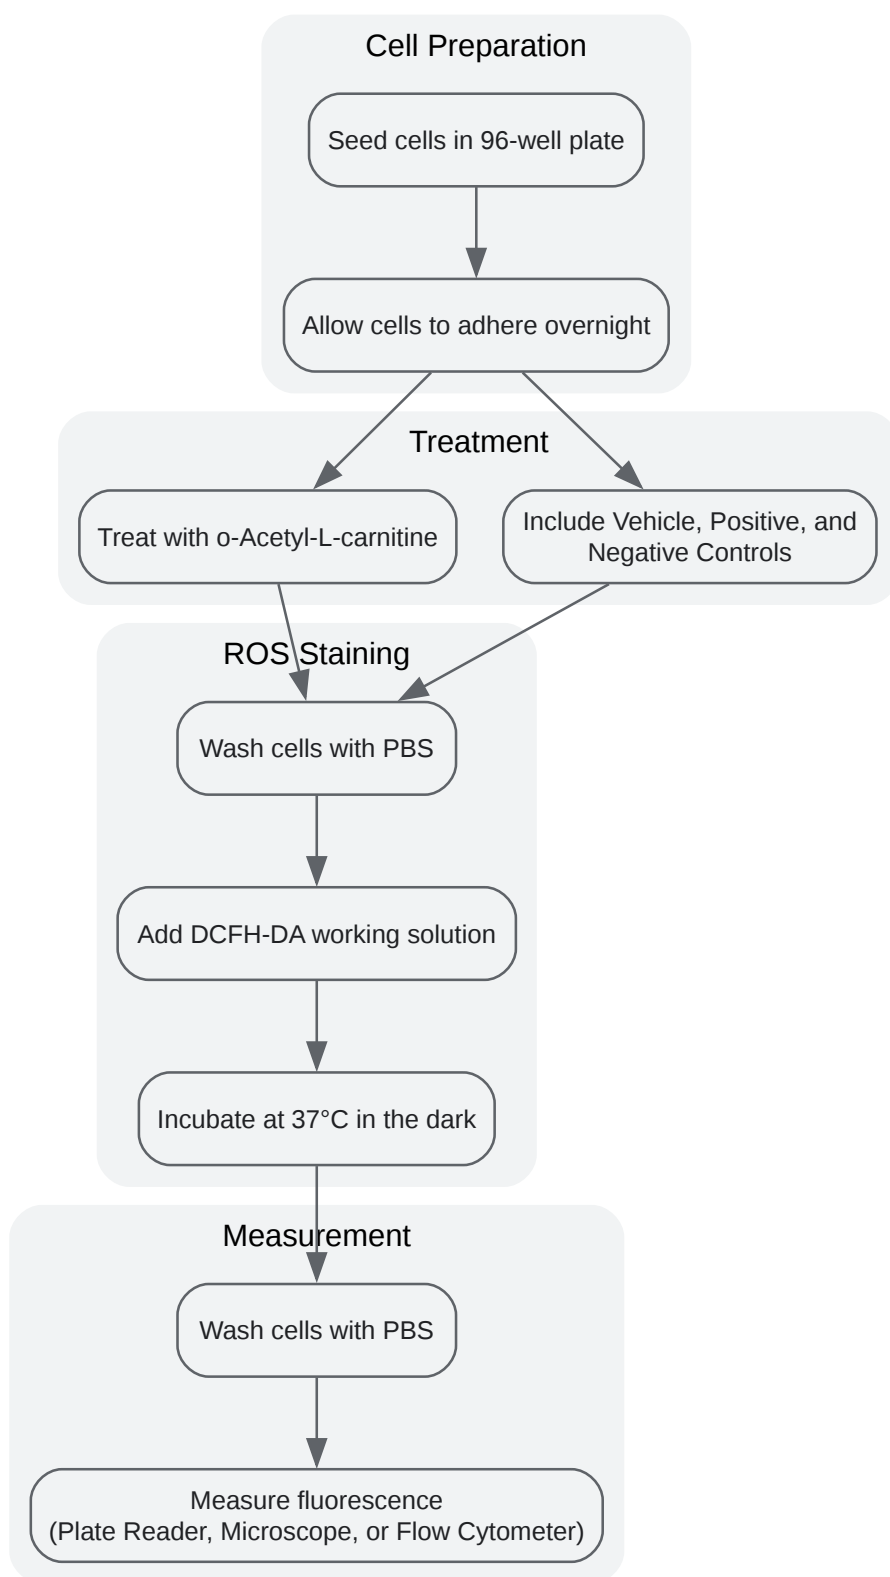 Cell Preparation
Seed cells in 96-well plate
Allow cells to adhere overnight
Treatment
Treat with o-Acetyl-L-carnitine
Include Vehicle, Positive, and
Negative Controls
ROS Staining
Wash cells with PBS
Add DCFH-DA working solution
Incubate at 37°C in the dark
Measurement
Wash cells with PBS
Measure fluorescence
(Plate Reader, Microscope, or Flow Cytometer)